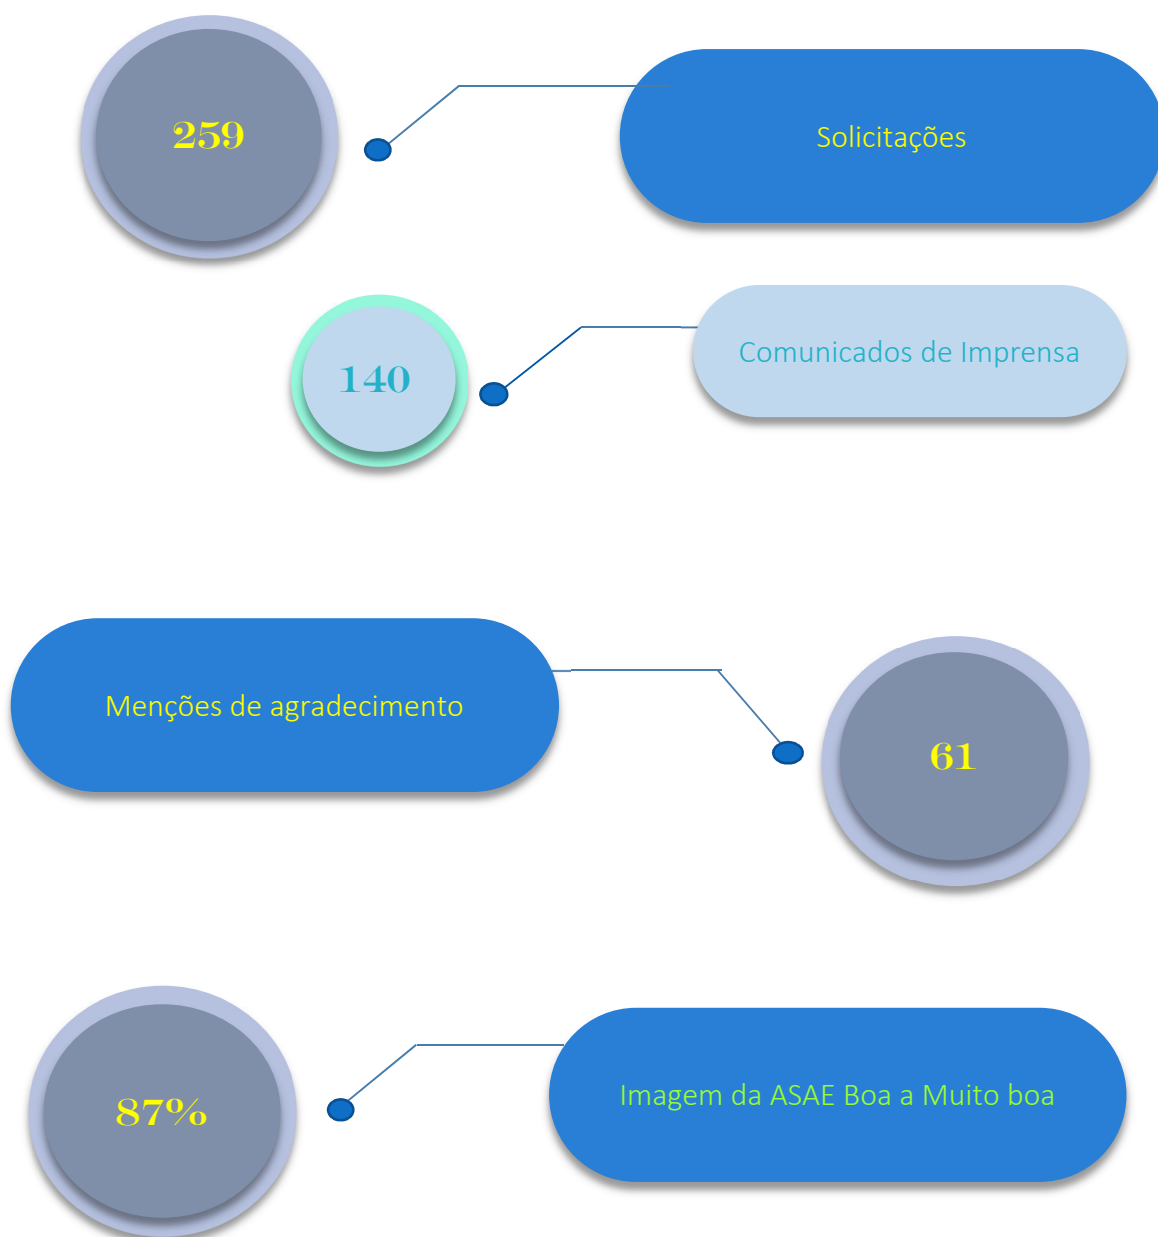 259
Solicitações
140
Comunicados de Imprensa
Menções de agradecimento
61
87%
Imagem da ASAE Boa a Muito boa